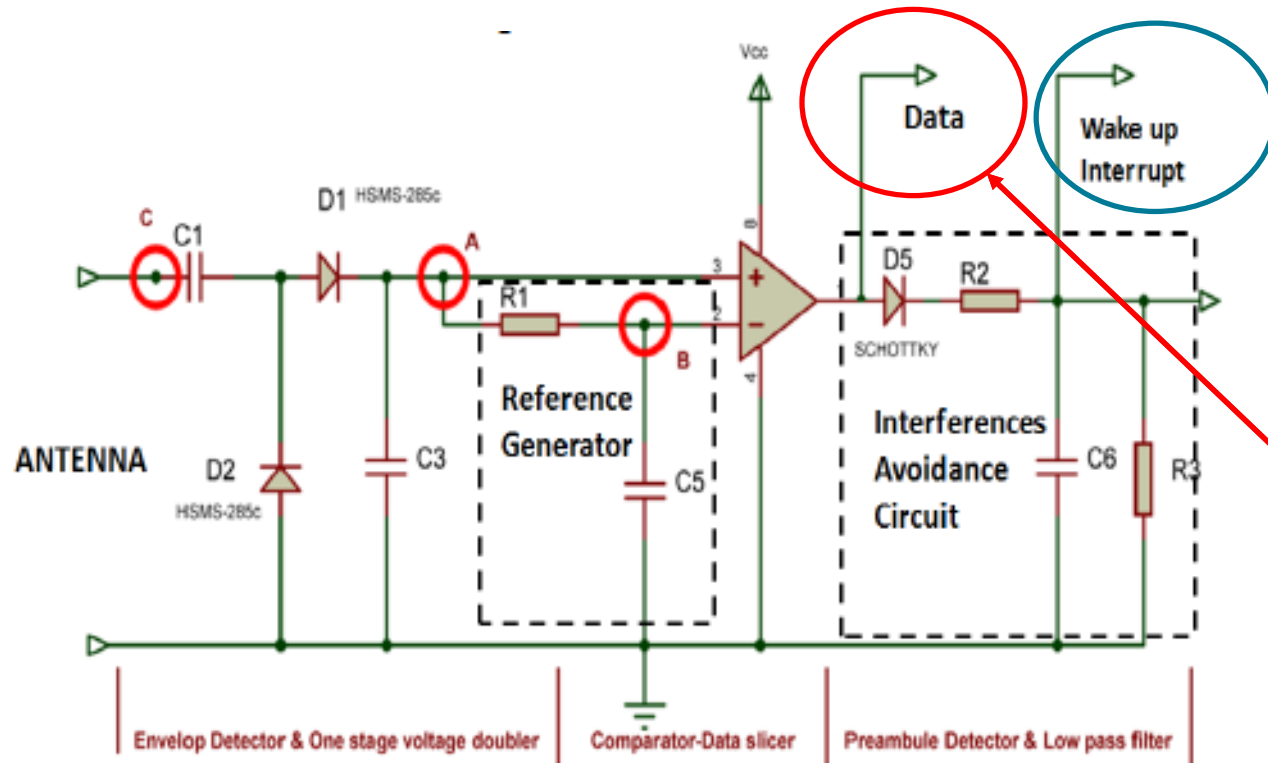 Vcc
Data
Wake up
Interrupt
D1 HSMS-285c
C
C1
A
8
3
+
R1
2
-
B
4
D5
R2
SCHOTTKY
Reference
Generator
Interferences
Avoidance
Circuit
ANTENNA
D2
HSMS-285c
C3
C5
C6
R3
Envelop Detector & One stage voltage doubler
Comparator-Data slicer
Preambule Detector & Low pass filter